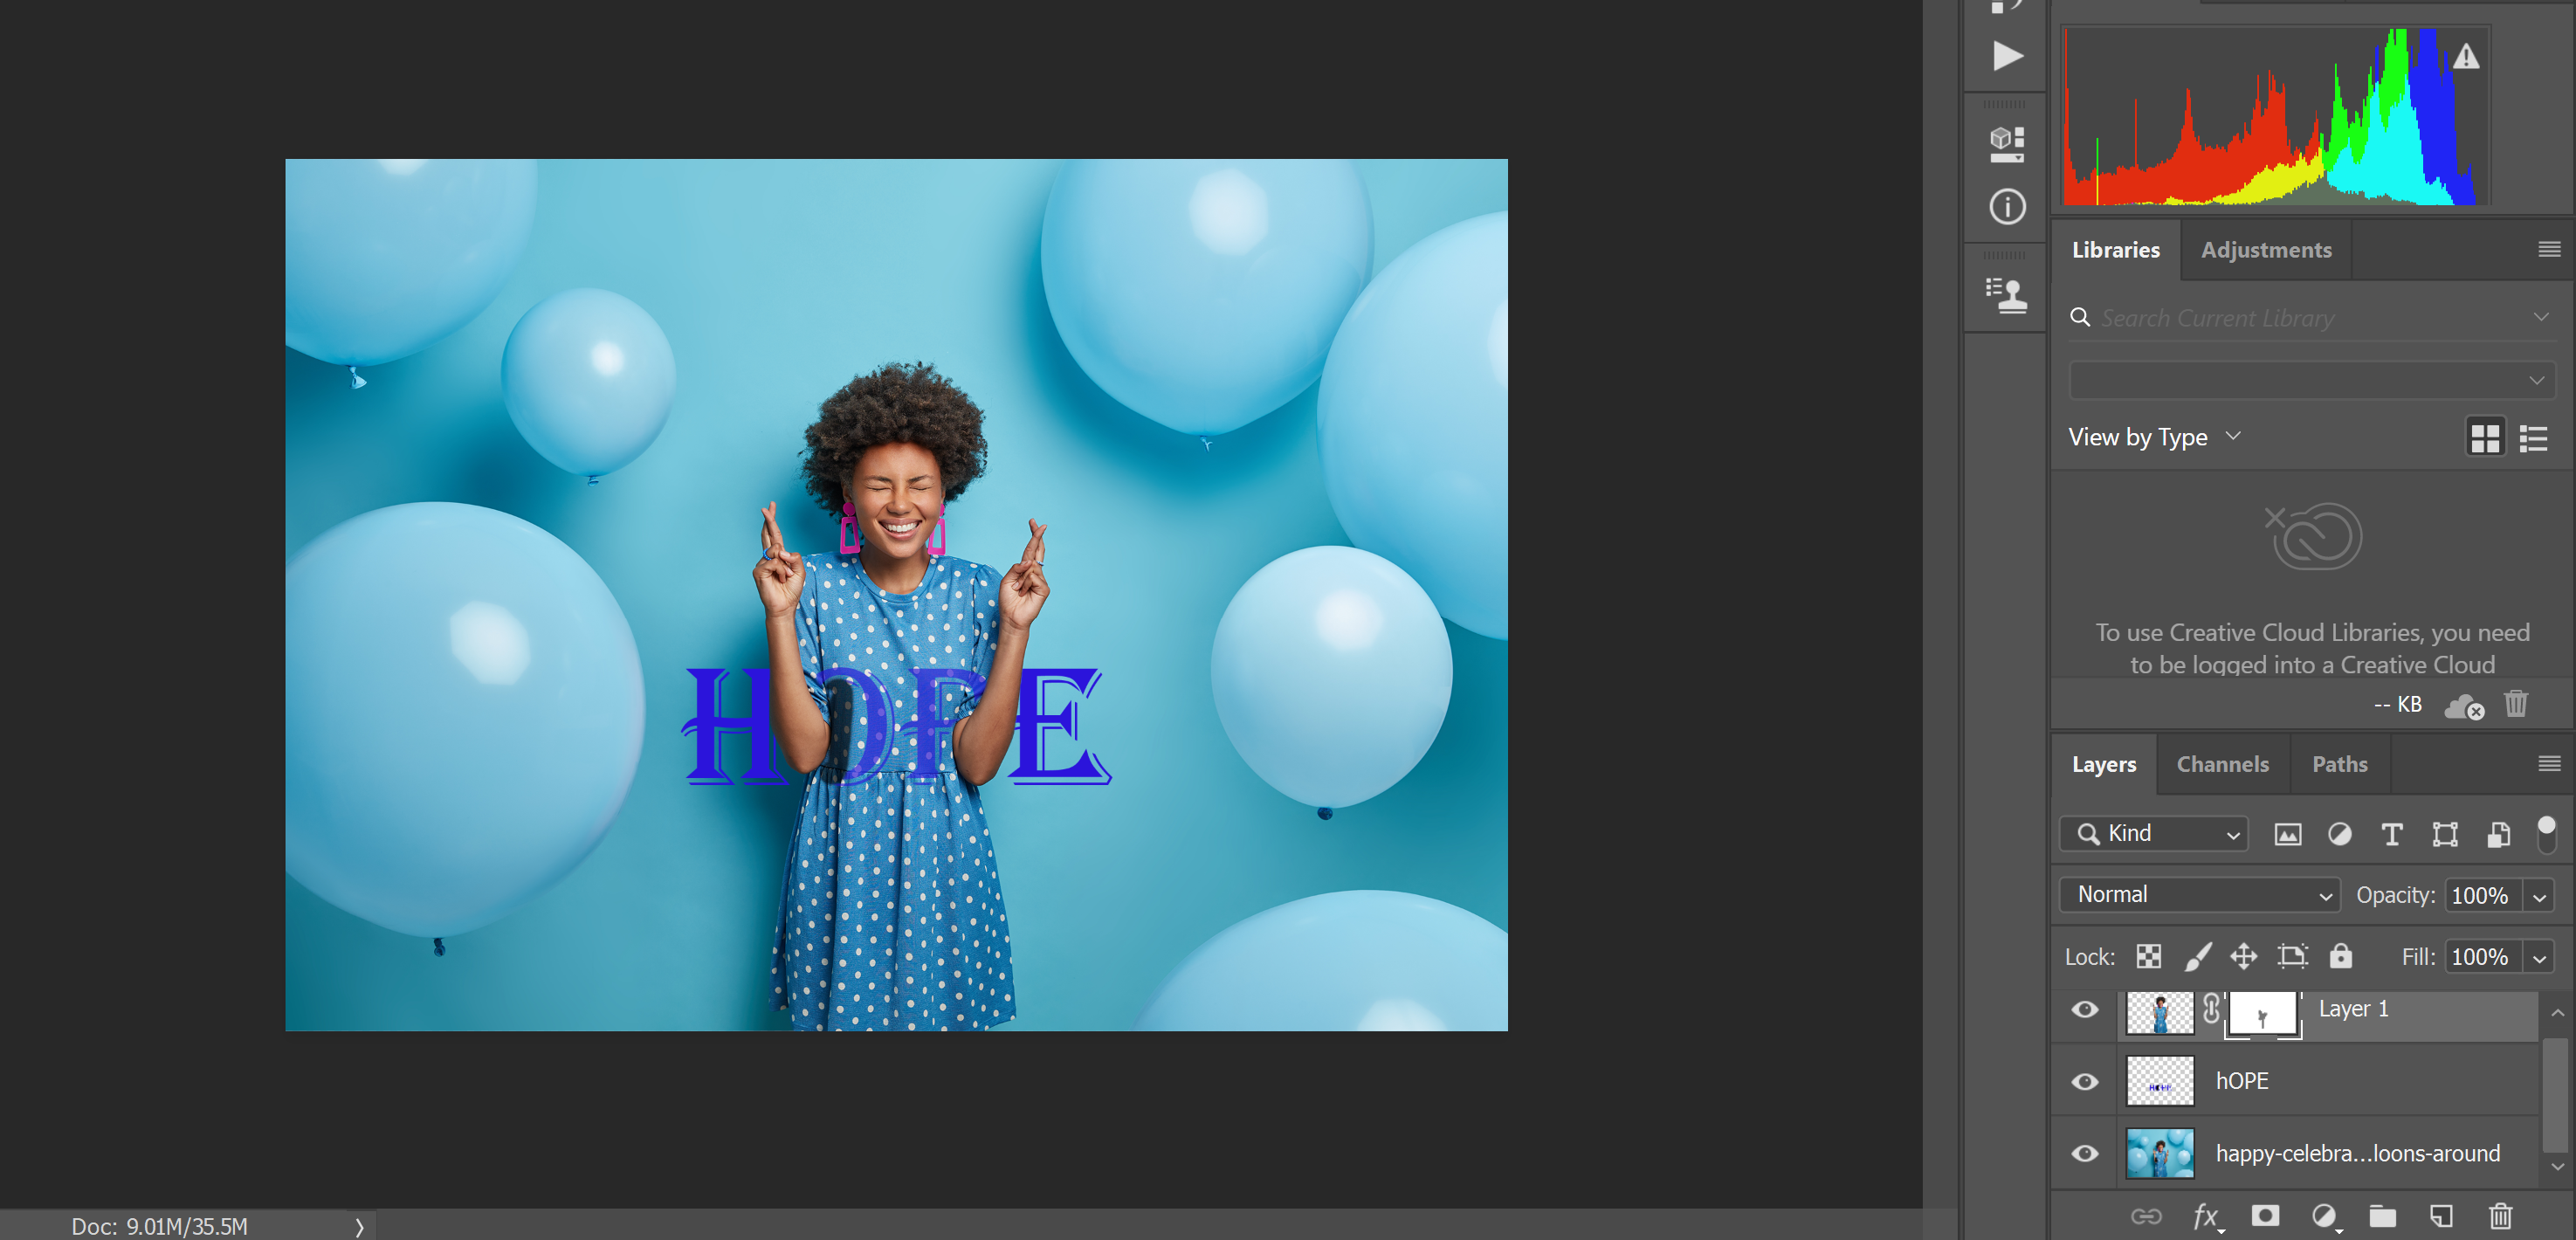 HOPE
Libraries Adjustments
Search Current Library
View by Type
To use Creative Cloud Libraries, you need
to be logged into a Creative Cloud
-- KB
Layers Channels Paths
Kind
Normal Opacity: 100%
Lock: Fill: 100%
Layer 1
hOPE
happy-celebra...loons-around
fx
Doc: 9.01M/35.5M